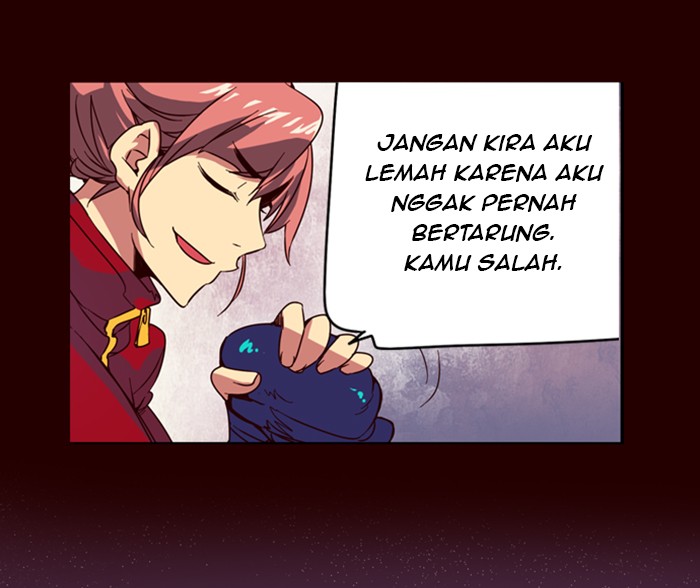 JANGAN KIRA AKU
LEMAH KARENA AKU
NGGAK PERNAH
BERTARUNG.
KAMU SALAH.